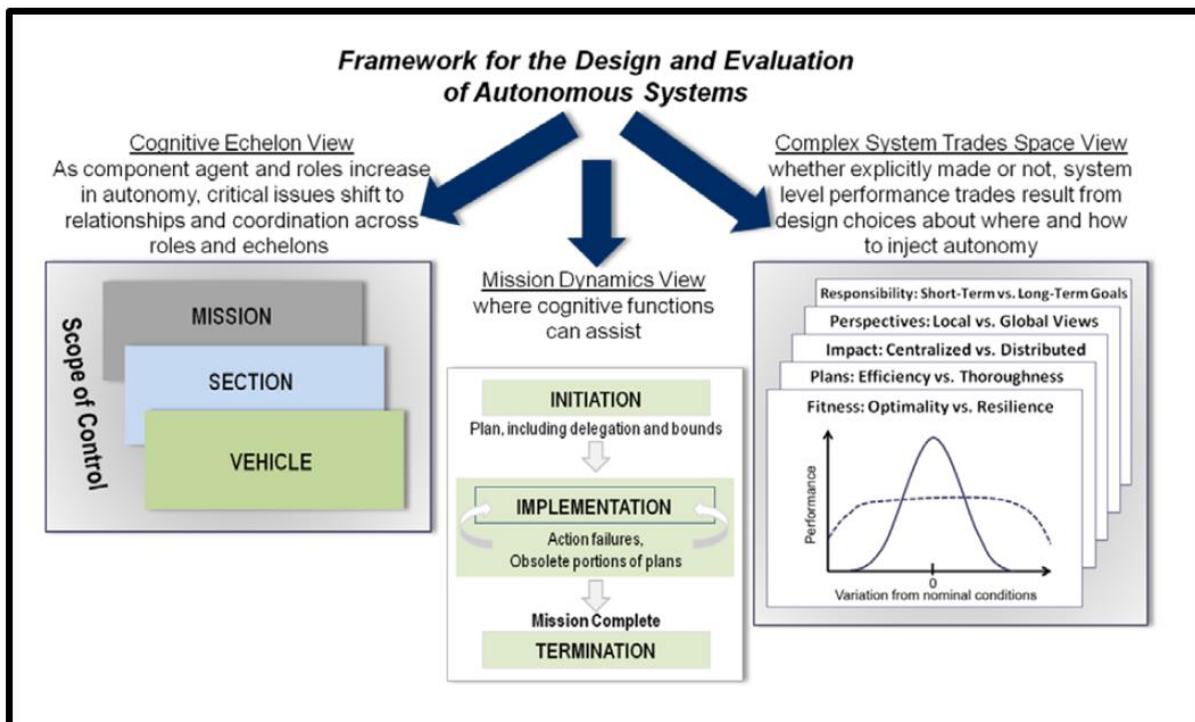 Framework for the Design and Evaluation
of Autonomous Systems
Cognitive Echelon View
As component agent and roles increase
in autonomy, critical issues shift to
relationships and coordination across
roles and echelons
Scope of Control
MISSION
SECTION
VEHICLE
Mission Dynamics View
where cognitive functions
can assist
INITIATION
Plan, including delegation and bounds
IMPLEMENTATION
Action failures,
Obsolete portions of plans
Mission Complete
TERMINATION
Complex System Trades Space View
whether explicitly made or not, system
level performance trades result from
design choices about where and how
to inject autonomy
Responsibility: Short-Term vs. Long-Term Goals
Perspectives: Local vs. Global Views
Impact: Centralized vs. Distributed
Plans: Efficiency vs. Thoroughness
Fitness: Optimality vs. Resilience
Performance
0
Variation from nominal conditions